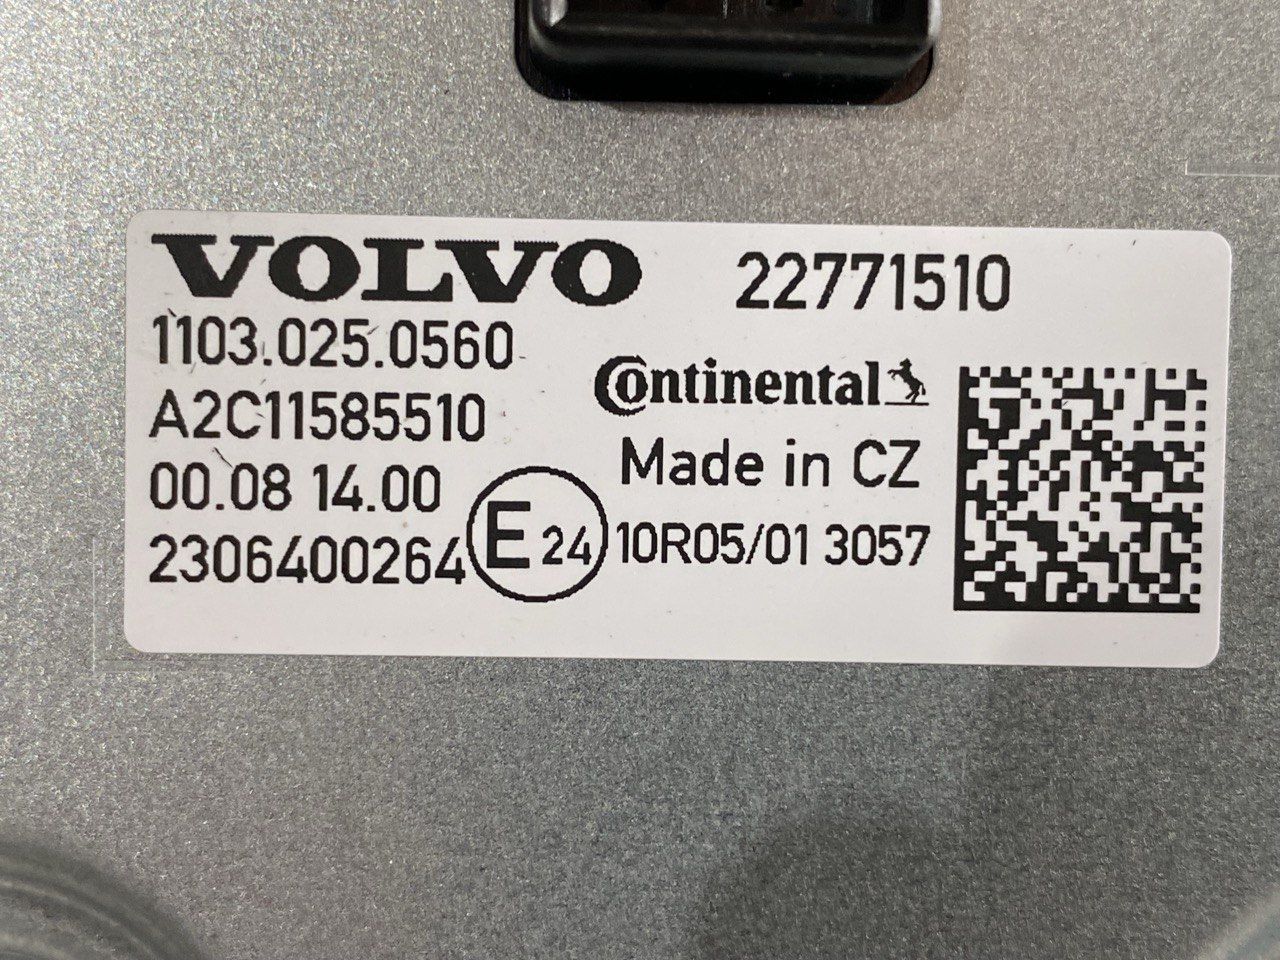 VOLVO 22771510
1103.025.0560
Continental
A2C11585510
Made in CZ
00.08 14.00
2306400264 E 24 10R05/01 3057